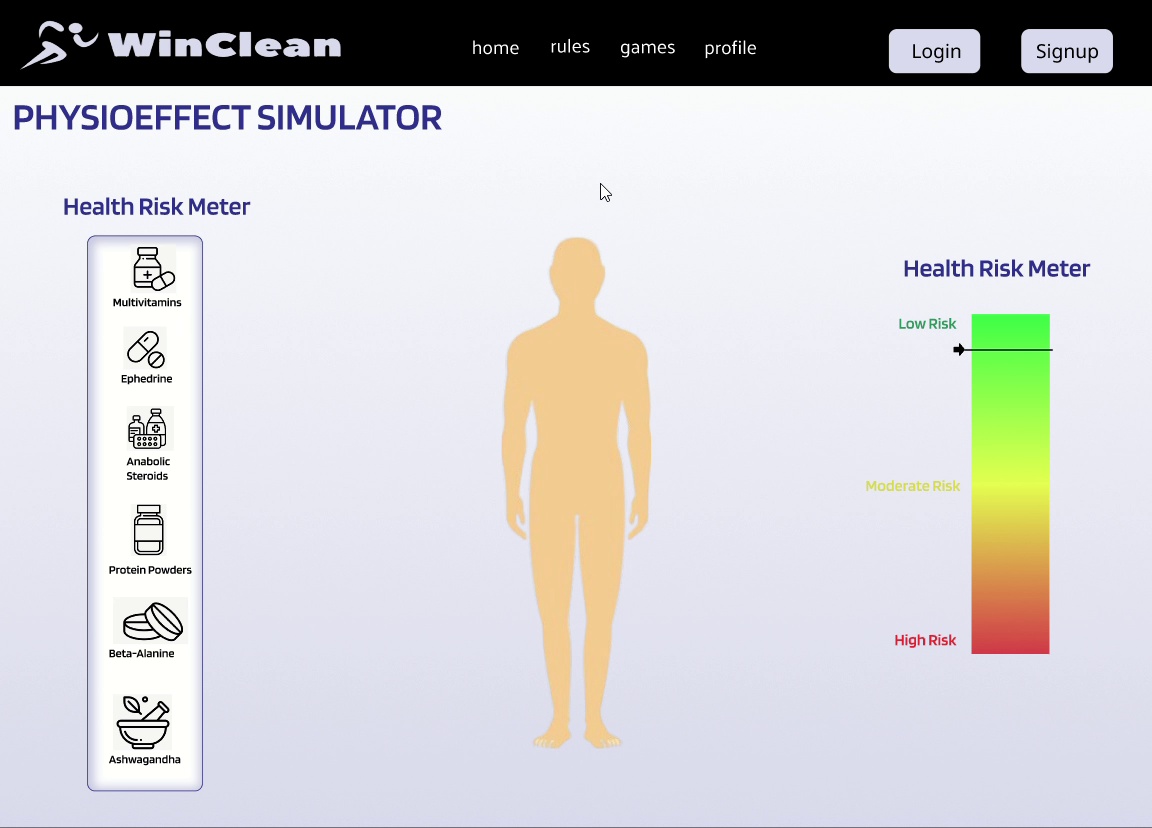 WinClean
home rules games profile
Login Signup
PHYSIOEFFECT SIMULATOR
Health Risk Meter
Multivitamins
Ephedrine
Anabolic
Steroids
Protein Powders
Beta-Alanine
Ashwagandha
Health Risk Meter
Low Risk
Moderate Risk
High Risk